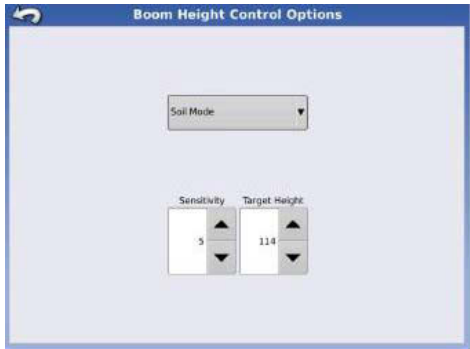 Boom Height Control Options
Soil Mode
Sensitivity Target Height
5 114